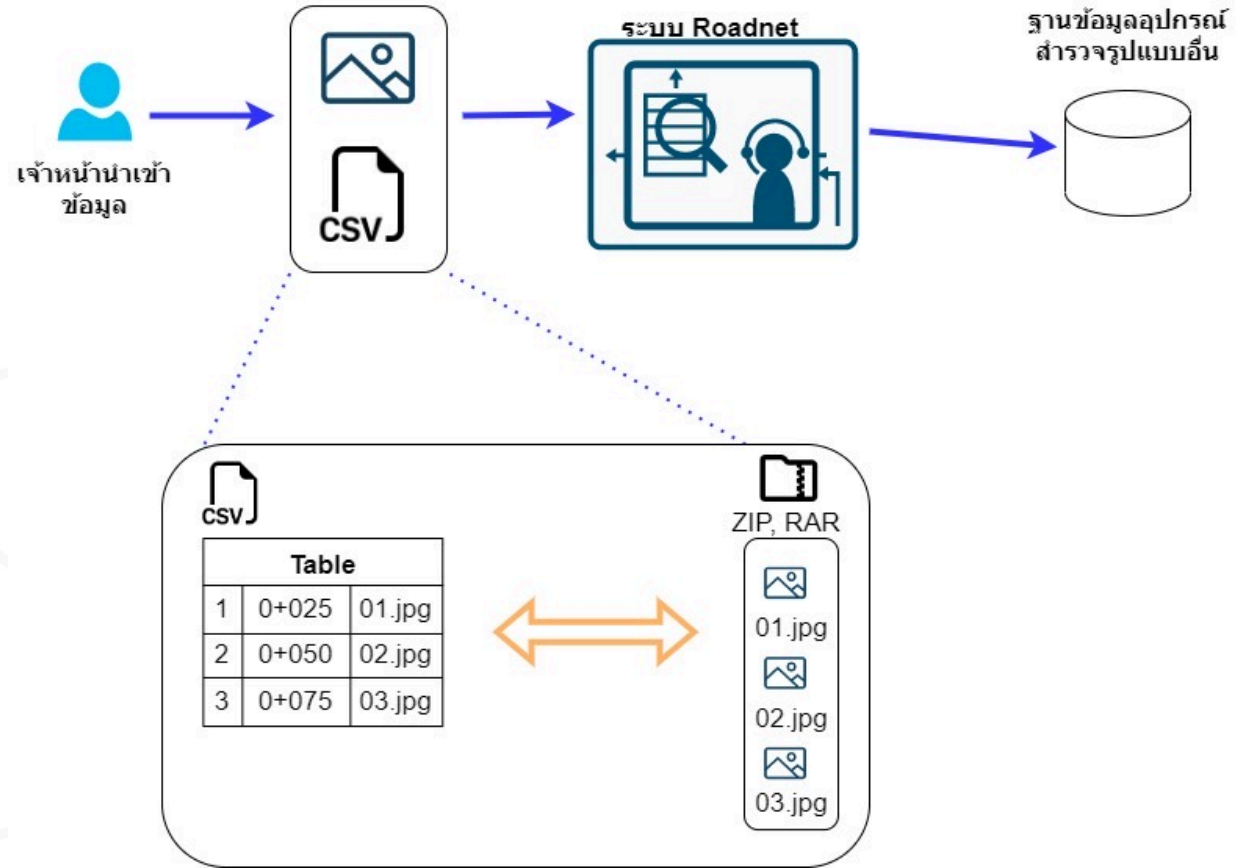 ระบบ Roadnet
ฐานข้อมูลอุปกรณ์
สำรวจรูปแบบอื่น
เจ้าหน้านำเข้า
ข้อมูล
CSV
CSV
ZIP, RAR
Table
1 0+025 01.jpg
2 0+050 02.jpg
3 0+075 03.jpg
01.jpg
02.jpg
03.jpg